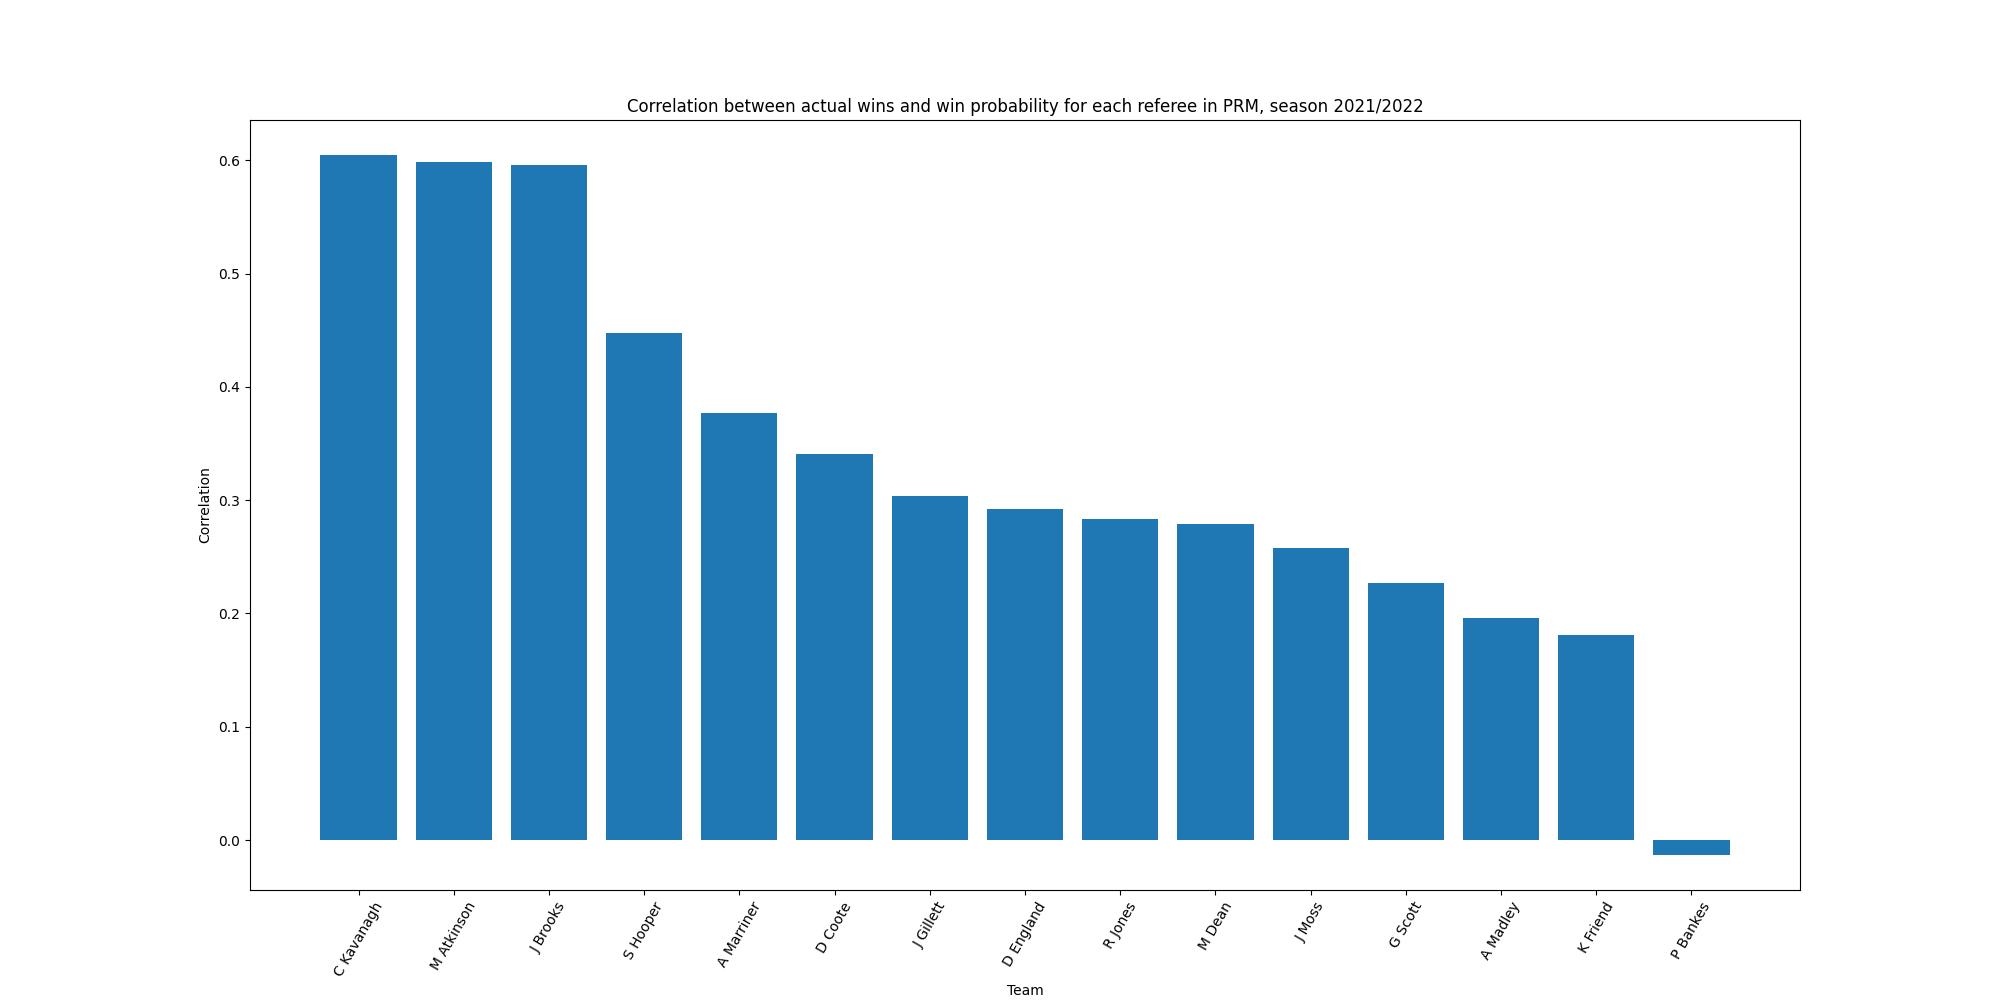 Correlation between actual wins and win probability for each referee in PRM, season 2021/2022
0.6
0.5
0.4
0.3
0.2
0.1
0.0
Correlation
C Kavanagh
M Atkinson
J Brooks
S Hooper
A Marriner
D Coote
J Gillett
D England
R Jones
M Dean
J Moss
G Scott
A Madley
K Friend
P Bankes
Team